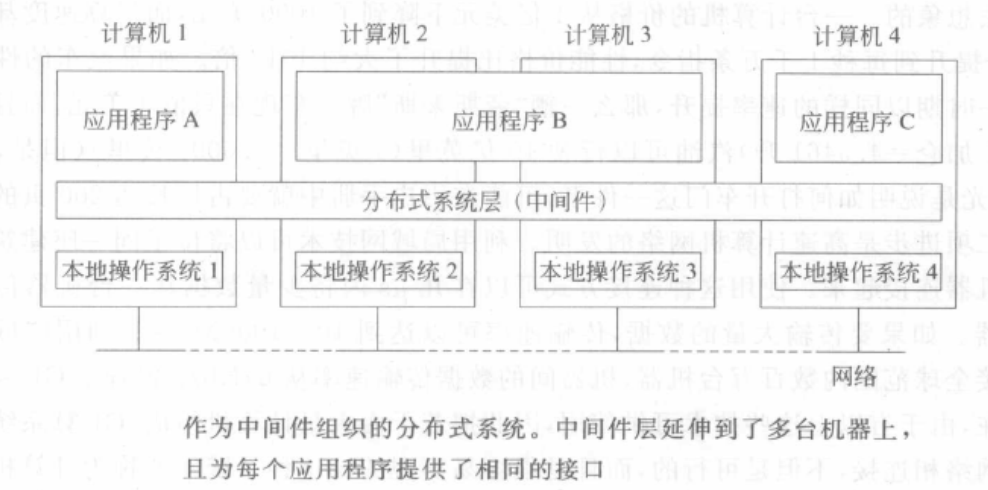 计算机 1 计算机 2 计算机 3 计算机 4
应用程序 A 应用程序 B 应用程序 C
分布式系统层（中间件）
本地操作系统 1 本地操作系统 2 本地操作系统 3 本地操作系统 4
网络
作为中间件组织的分布式系统。中间件层延伸到了多台机器上，
且为每个应用程序提供了相同的接口